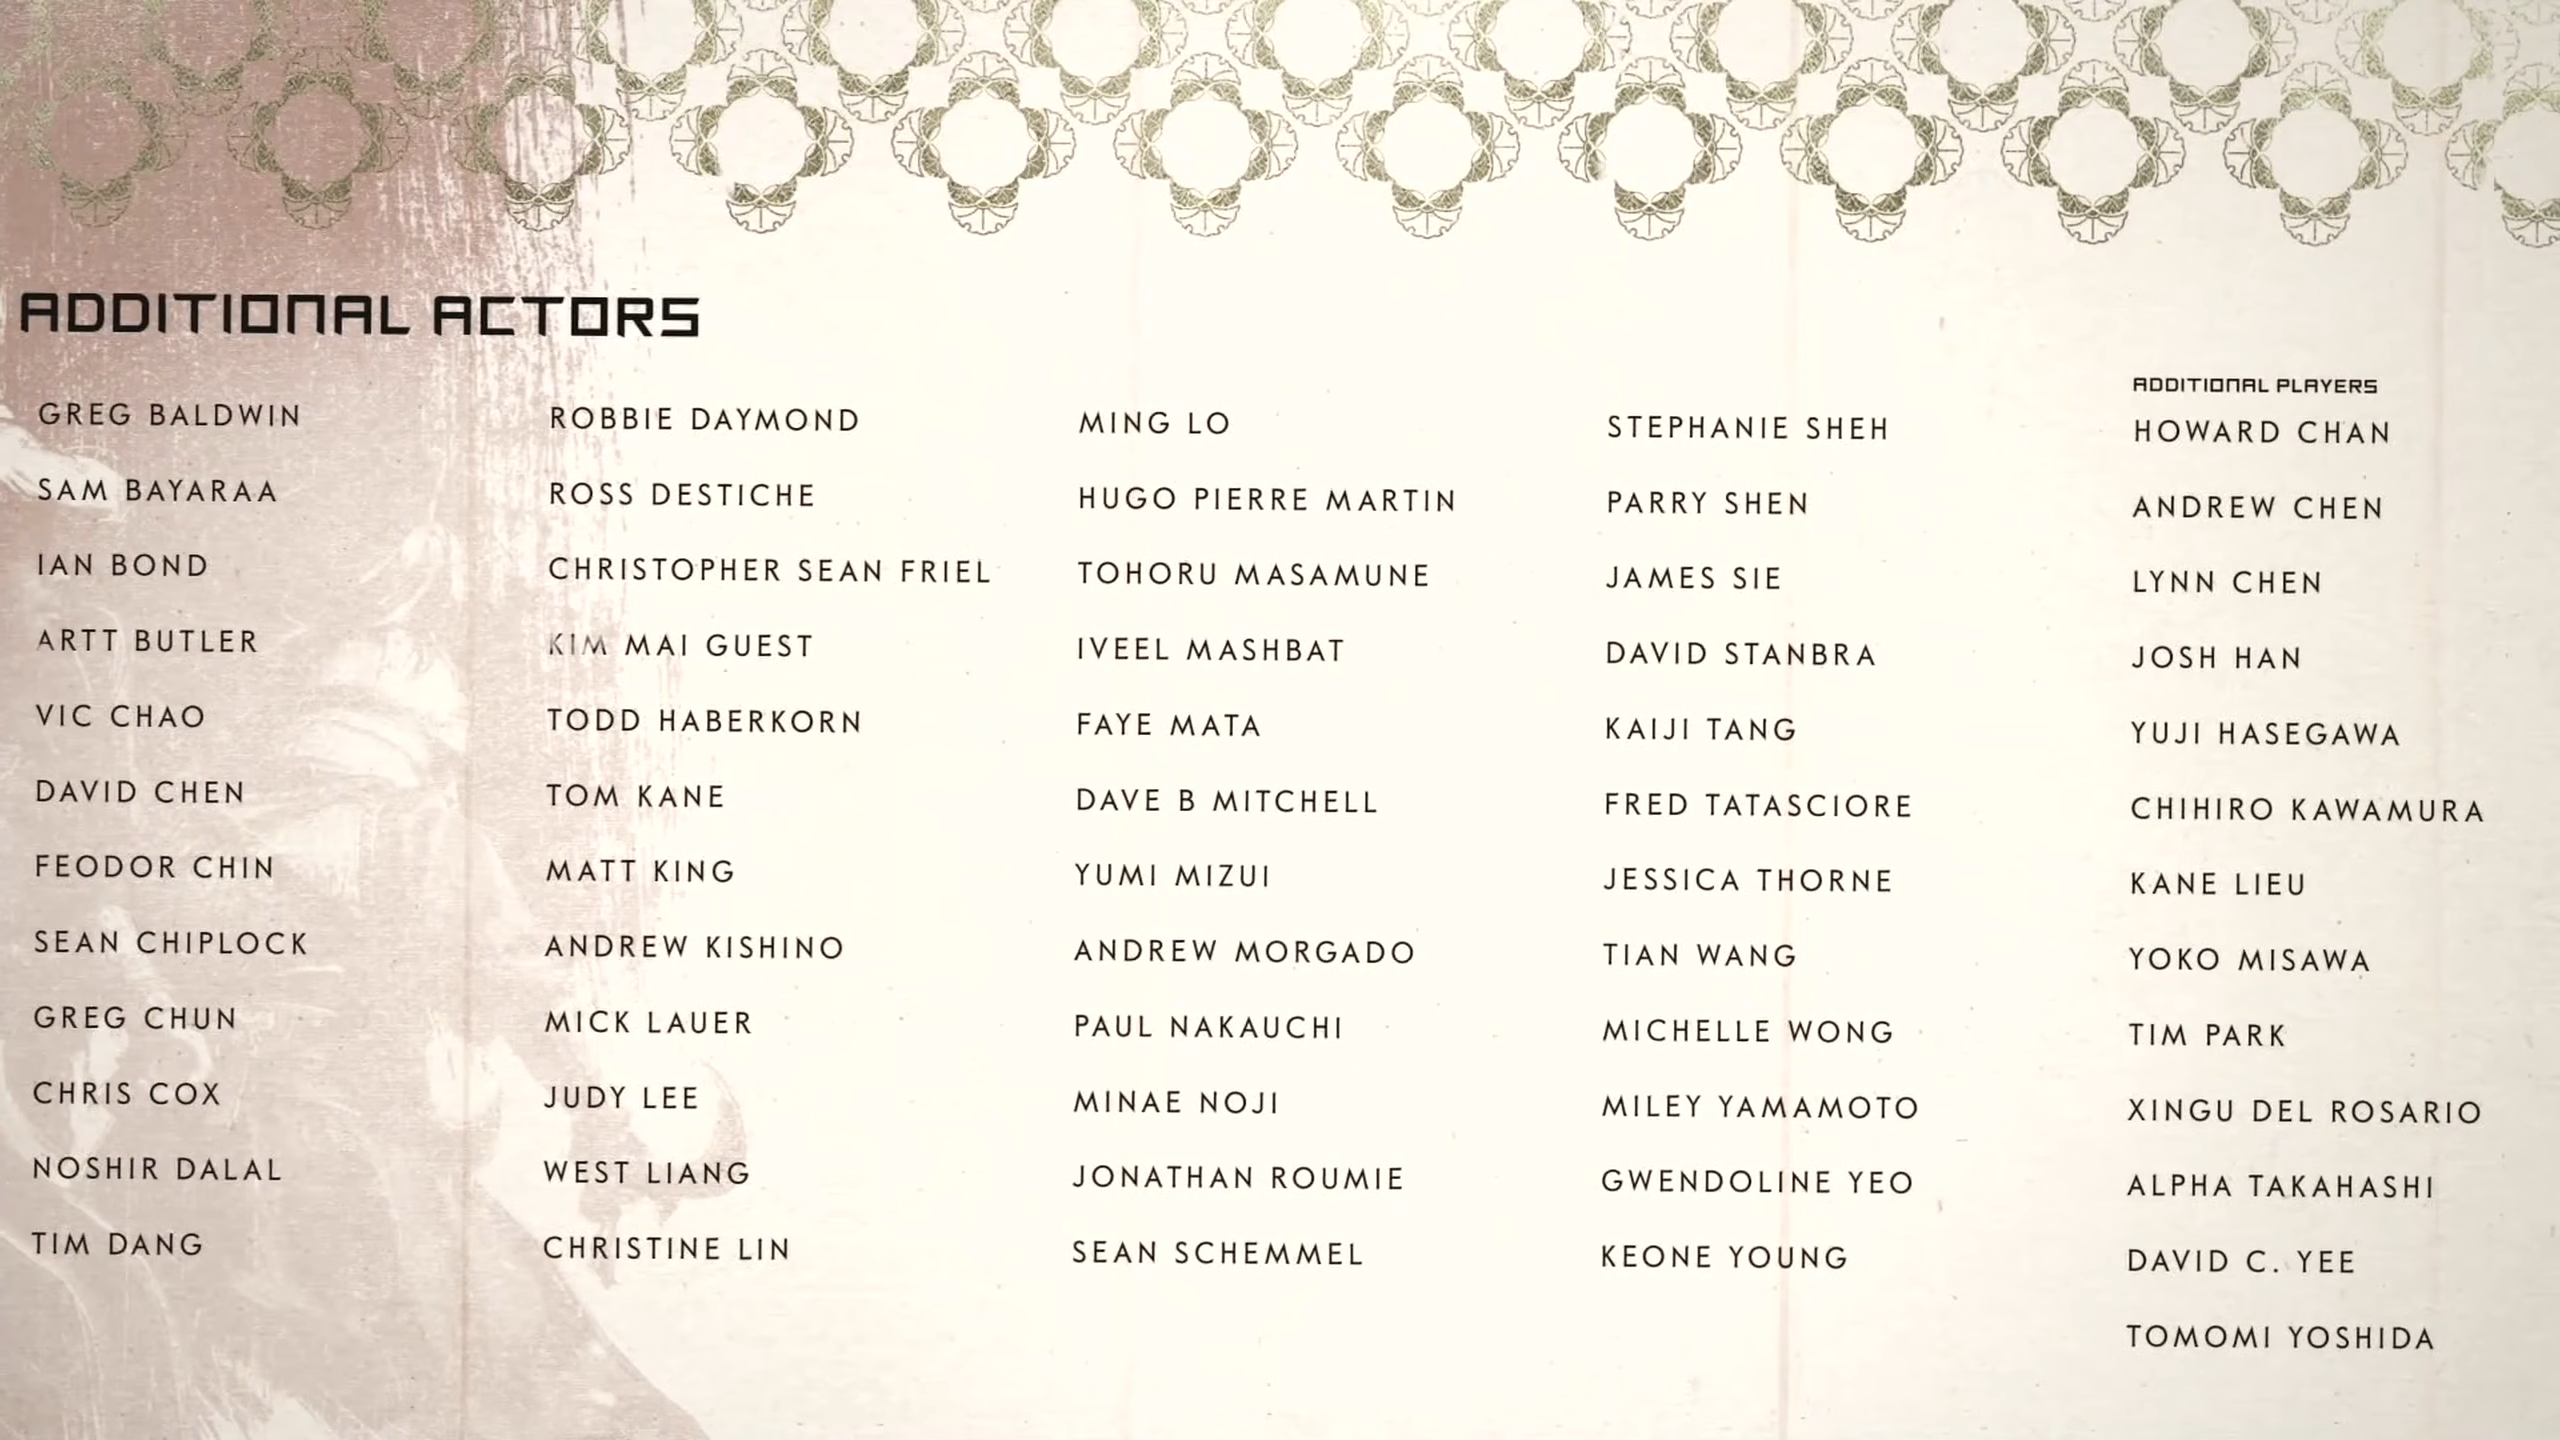 ADDITIONAL ACTORS
GREG BALDWIN
SAM BAYARAA
IAN BOND
ARTT BUTLER
VIC CHAO
DAVID CHEN
FEODOR CHIN
SEAN CHIPLOCK
GREG CHUN
CHRIS COX
NOSHIR DALAL
TIM DANG
ROBBIE DAYMOND
ROSS DESTICHE
CHRISTOPHER SEAN FRIEL
KIM MAI GUEST
TODD HABERKORN
TOM KANE
MATT KING
ANDREW KISHINO
MICK LAUER
JUDY LEE
WEST LIANG
CHRISTINE LIN
MING LO
HUGO PIERRE MARTIN
TOHORU MASAMUNE
IVEEL MASHBAT
FAYE MATA
DAVE B MITCHELL
YUMI MIZUI
ANDREW MORGADO
PAUL NAKAUCHI
MINAE NOJI
JONATHAN ROUMIE
SEAN SCHEMMEL
STEPHANIE SHEH
PARRY SHEN
JAMES SIE
DAVID STANBRA
KAIJI TANG
FRED TATASCIORE
JESSICA THORNE
TIAN WANG
MICHELLE WONG
MILEY YAMAMOTO
GWENDOLINE YEO
KEONE YOUNG
ADDITIONAL PLAYERS
HOWARD CHAN
ANDREW CHEN
LYNN CHEN
JOSH HAN
YUJI HASEGAWA
CHIHIRO KAWAMURA
KANE LIEU
YOKO MISAWA
TIM PARK
XINGU DEL ROSARIO
ALPHA TAKAHASHI
DAVID C. YEE
TOMOMI YOSHIDA